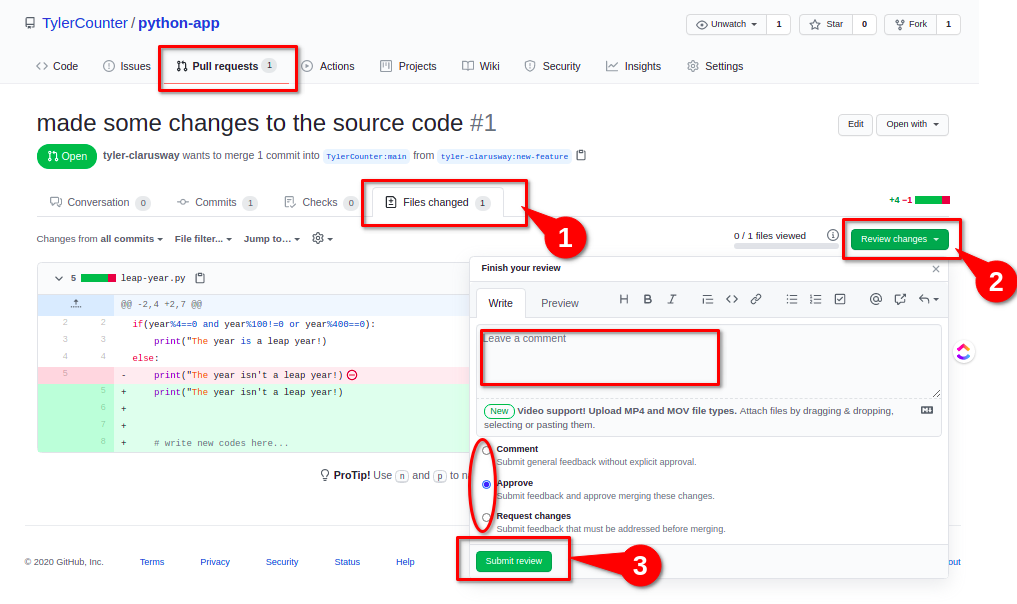 TylerCounter / python-app
Unwatch 1 Star 0 Fork 1
Code Issues Pull requests 1 Actions Projects Wiki Security Insights Settings
made some changes to the source code #1
Edit Open with
Open tyler-clarusway wants to merge 1 commit into TylerCounter:main from tyler-clarusway:new-feature
Conversation 0 Commits 1 Checks 0 Files changed 1
+4 −1
1
Changes from all commits File filter... Jump to...
0 / 1 files viewed
Review changes
2
5 leap-year.py
@@ -2,4 +2,7 @@
2 2 if(year%4==0 and year%100!=0 or year%400==0):
3 3 print("The year is a leap year!)
4 4 else:
5 - print("The year isn't a leap year!)
5 + print("The year isn't a leap year!)
6 +
7 +
8 + # write new codes here...
ProTip! Use n and p to n
Finish your review
Write Preview
H B I
Leave a comment
New Video support! Upload MP4 and MOV file types. Attach files by dragging & dropping,
selecting or pasting them.
Comment
Submit general feedback without explicit approval.
Approve
Submit feedback and approve merging these changes.
Request changes
Submit feedback that must be addressed before merging.
Submit review
3
© 2020 GitHub, Inc. Terms Privacy Security Status Help
out